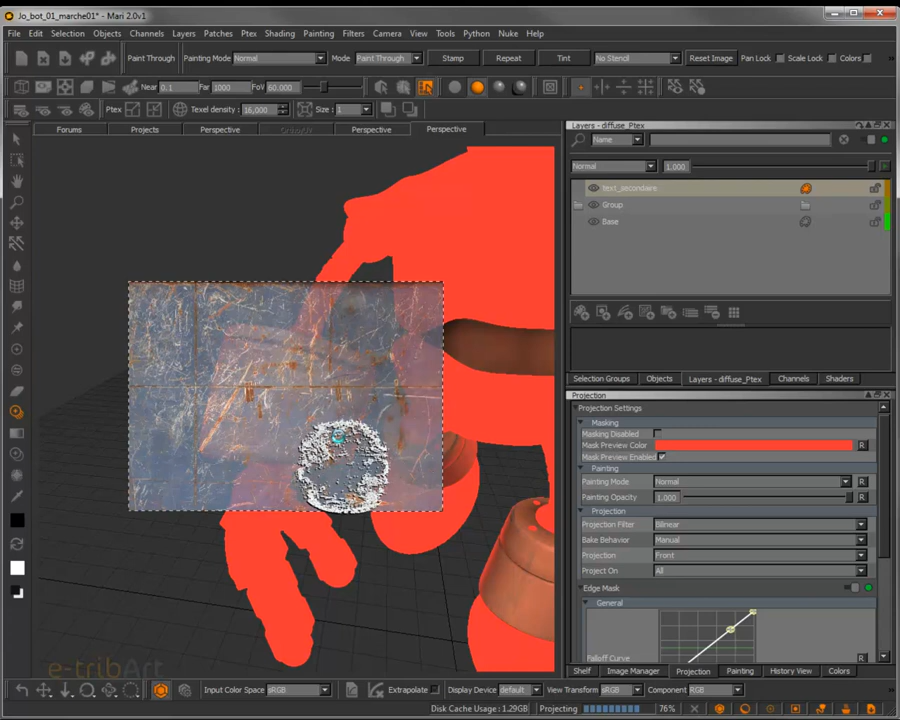 Jo_bot_01_marche01* - Mari 2.0v1
File Edit Selection Objects Channels Layers Patches Ptex Shading Painting Filters Camera View Tools Python Nuke Help
Paint Through Painting Mode Normal Mode Paint Through Stamp Repeat Tint No Stencil Reset Image Pan Lock Scale Lock Colors
Near 0.1 Far 1000 FoV 60.000
Ptex Texel density: 16,000 Size: 1
Forums Projects Perspective Ortho UV Perspective Perspective
Layers - diffuse_Ptex
Name
Normal 1.000
test_secondaire
Group
Base
Selection Groups Objects Layers - diffuse_Ptex Channels Shaders
Projection
Projection Settings
Masking
Masking Disabled
Mask Preview Color R
Mask Preview Enabled
Painting
Painting Mode Normal R
Painting Opacity 1.000 R
Projection
Projection Filter Bilinear
Bake Behavior Manual
Projection Front
Project On All
Edge Mask
General
Falloff Curve R
Shelf Image Manager Projection Painting History View Colors
e-tribArt
Input Color Space sRGB Extrapolate Display Device default View Transform sRGB Component RGB
Disk Cache Usage: 1.29GB Projecting 76%